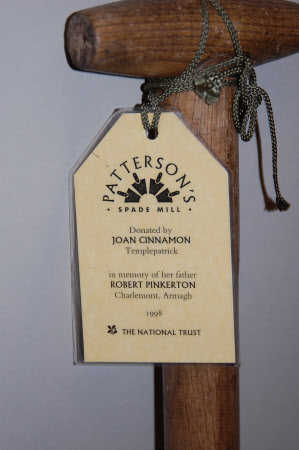 PATTERSON'S
• SPADE MILL •
Donated by
JOAN CINNAMON
Templepatrick
in memory of her father
ROBERT PINKERTON
Charlemont, Armagh
1998
THE NATIONAL TRUST